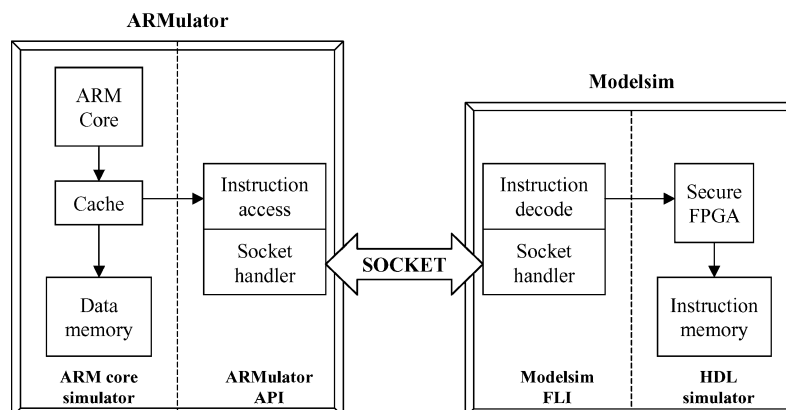 ARMulator
ARM
Core
Cache
Data
memory
ARM core
simulator
Instruction
access
Socket
handler
ARMulator
API
SOCKET
Modelsim
Instruction
decode
Socket
handler
Modelsim
FLI
Secure
FPGA
Instruction
memory
HDL
simulator